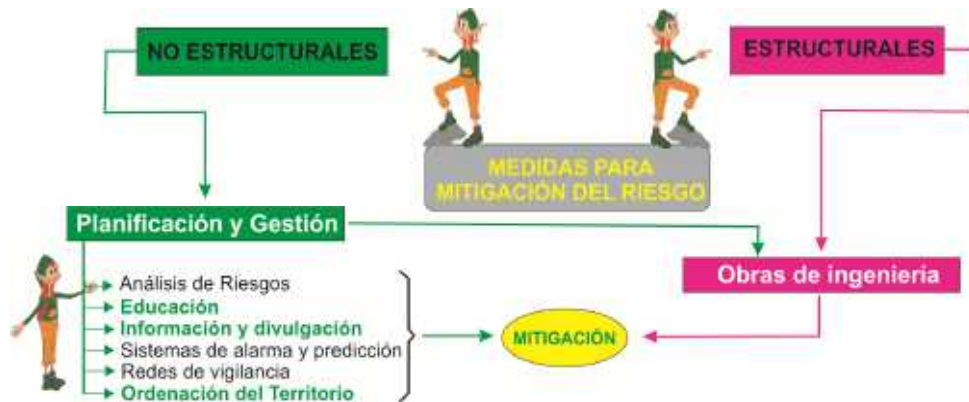 NO ESTRUCTURALES
ESTRUCTURALES
MEDIDAS PARA
MITIGACIÓN DEL RIESGO
Planificación y Gestión
Obras de ingenieria
Análisis de Riesgos
Educación
Información y divulgación
Sistemas de alarma y predicción
Redes de vigilancia
Ordenación del Territorio
MITIGACIÓN